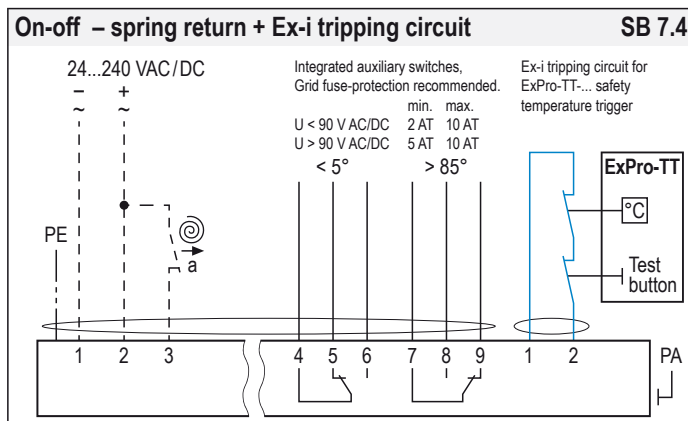 On-off – spring return + Ex-i tripping circuit SB 7.4
24...240 VAC/DC
– +
~ ~
Integrated auxiliary switches,
Grid fuse-protection recommended.
min. max.
U < 90 V AC/DC 2 AT 10 AT
U > 90 V AC/DC 5 AT 10 AT
< 5° > 85°
Ex-i tripping circuit for
ExPro-TT-... safety
temperature trigger
ExPro-TT
°C
Test
button
PE
a
1 2 3 4 5 6 7 8 9 1 2
PA